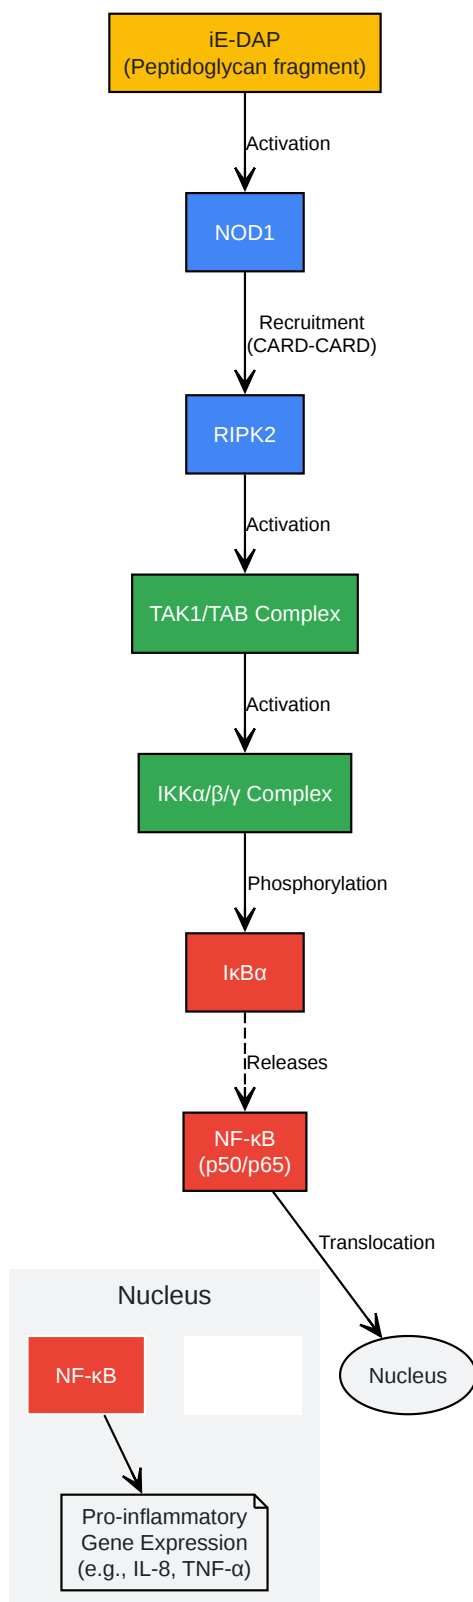 iE-DAP
(Peptidoglycan fragment)
Activation
NOD1
Recruitment
(CARD-CARD)
RIPK2
Activation
TAK1/TAB Complex
Activation
IKKα/β/γ Complex
Phosphorylation
IκBα
Releases
NF-κB
(p50/p65)
Translocation
Nucleus
NF-κB
Nucleus
Pro-inflammatory
Gene Expression
(e.g., IL-8, TNF-α)